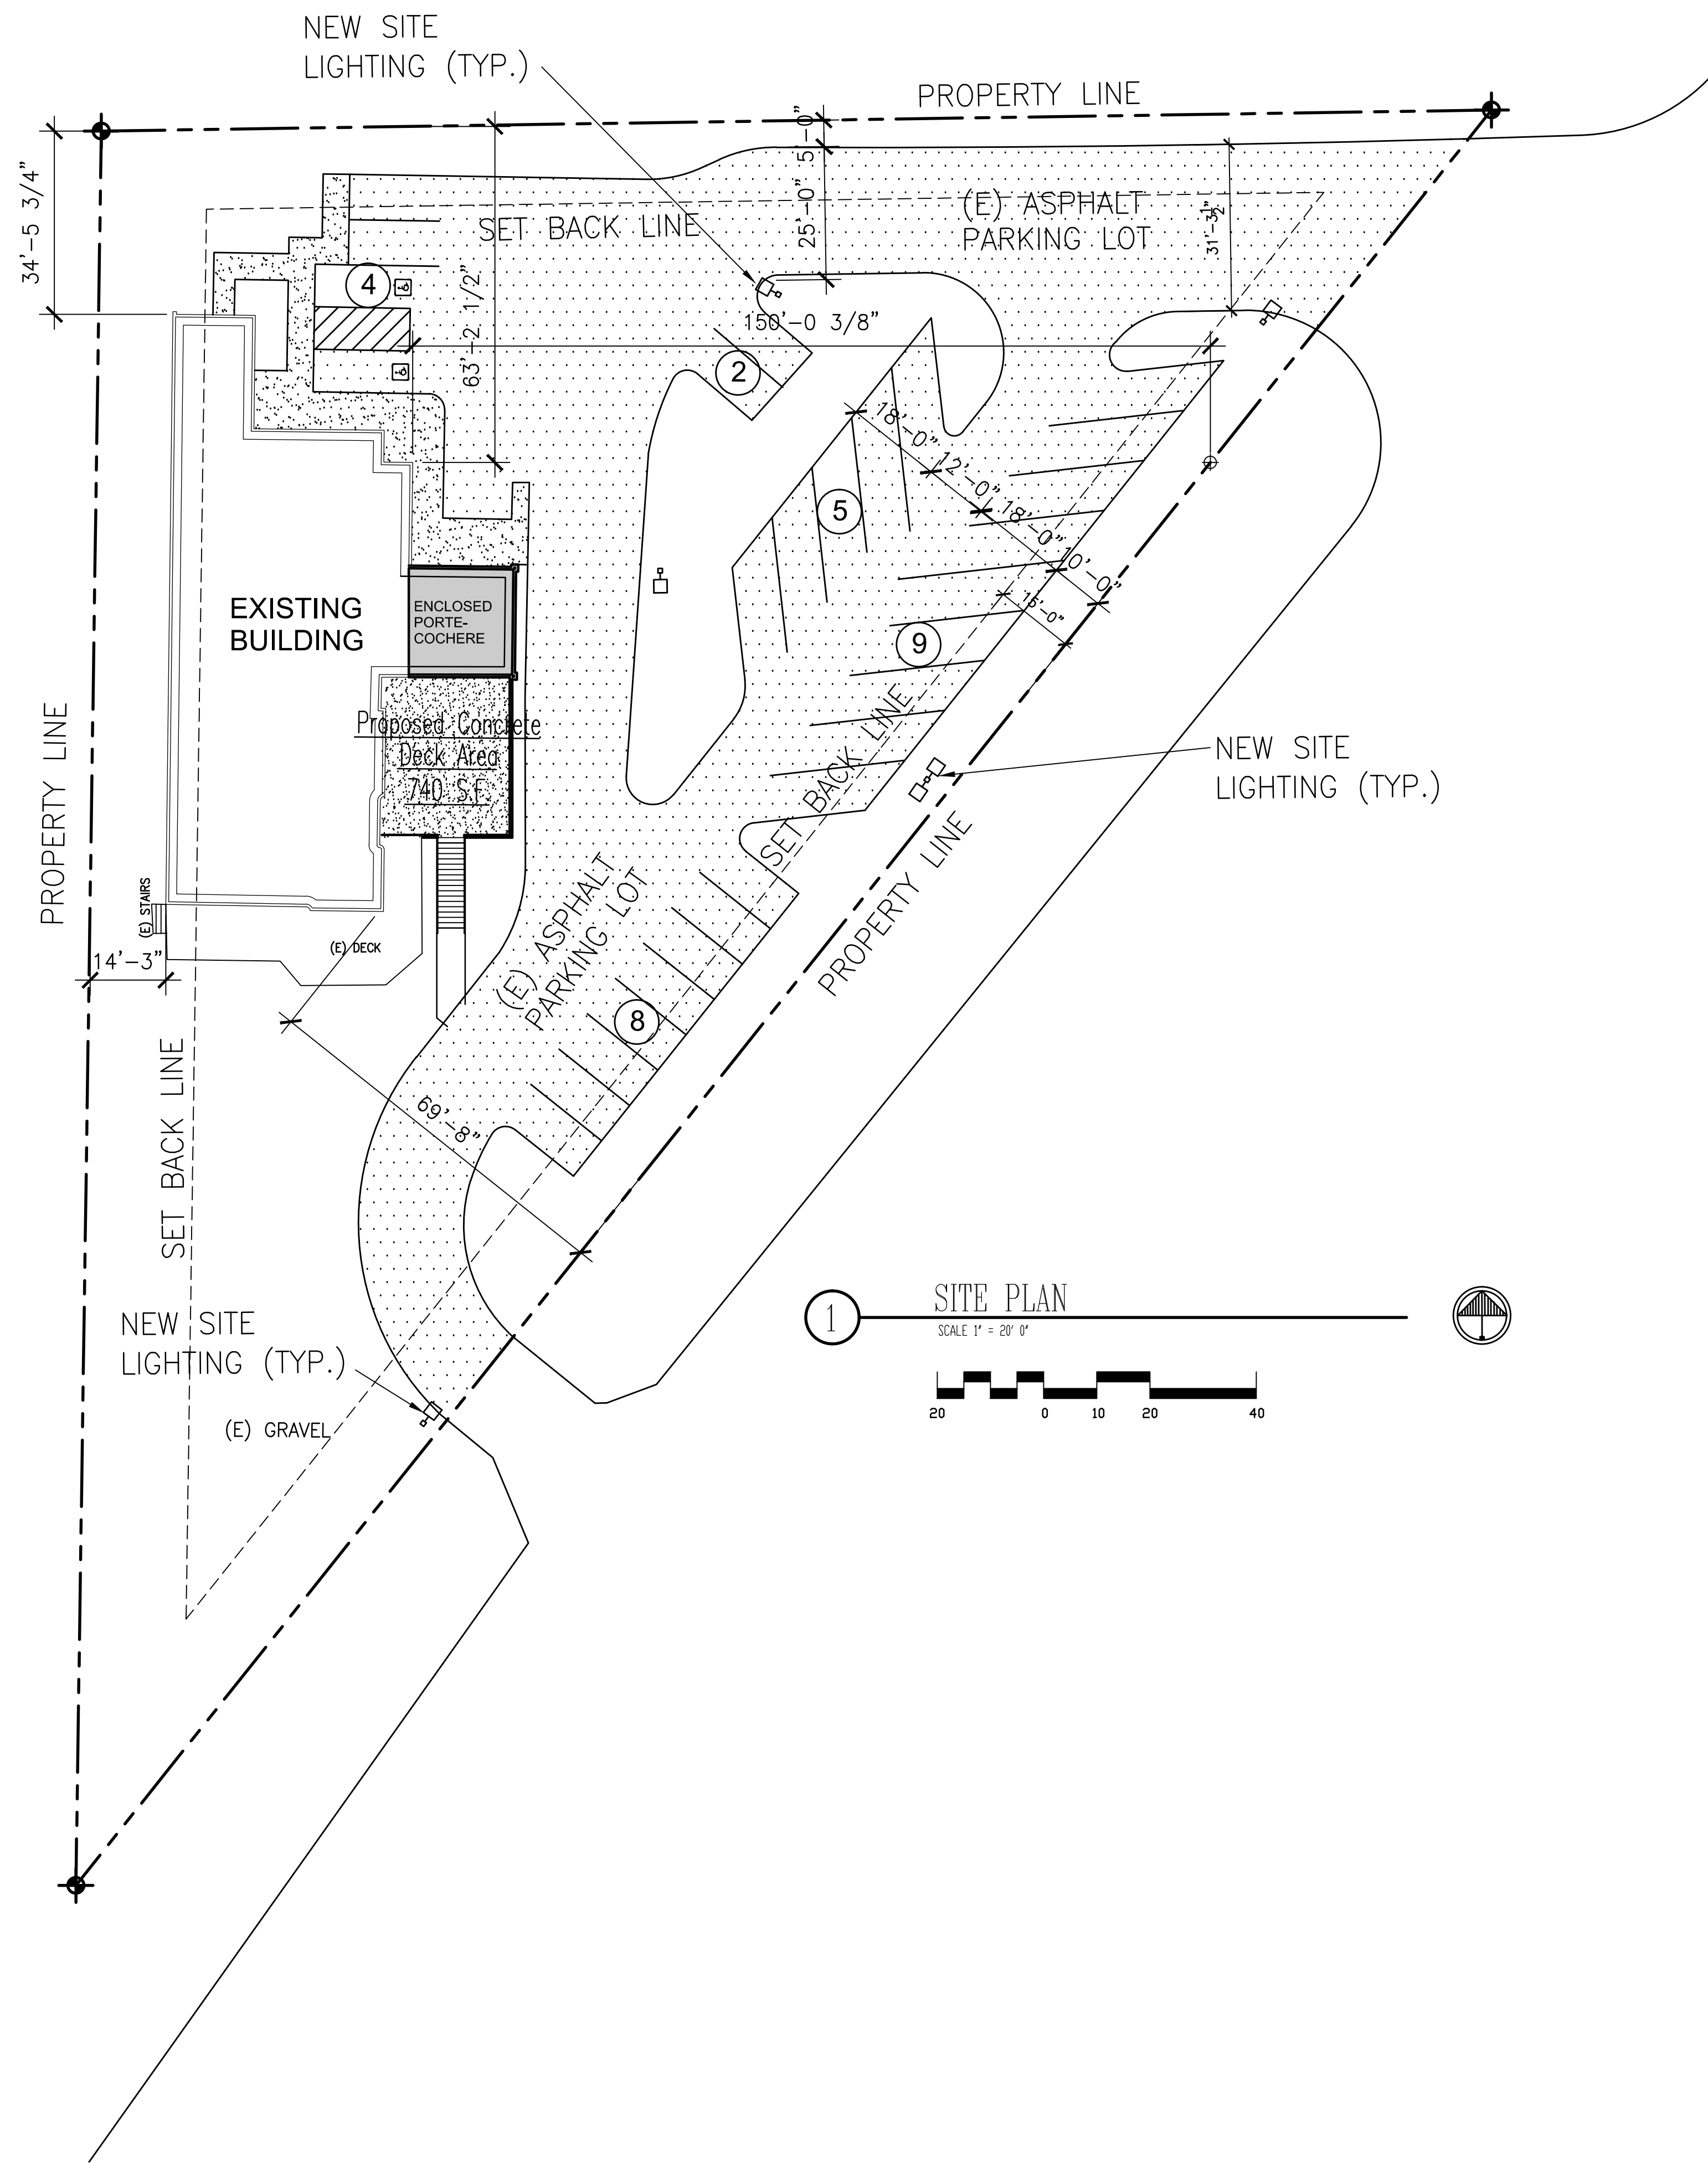 NEW SITE
LIGHTING (TYP.)
PROPERTY LINE
34'-5 3/4"
5'-0"
25'-0"
SET BACK LINE
(E) ASPHALT
PARKING LOT
31'-3½"
4
63'-2 1/2"
150'-0 3/8"
2
18'-0"
12'-0"
18'-0"
10'-0"
15'-0"
5
9
EXISTING
BUILDING
ENCLOSED
PORTE-
COCHERE
Proposed Concrete
Deck Area
740 S.F.
PROPERTY LINE
SET BACK LINE
NEW SITE
LIGHTING (TYP.)
PROPERTY LINE
(E) STAIRS
(E) DECK
14'-3"
(E) ASPHALT
PARKING LOT
8
SET BACK LINE
69'-8"
NEW SITE
LIGHTING (TYP.)
(E) GRAVEL
1
SITE PLAN
SCALE 1" = 20' 0"
20 0 10 20 40